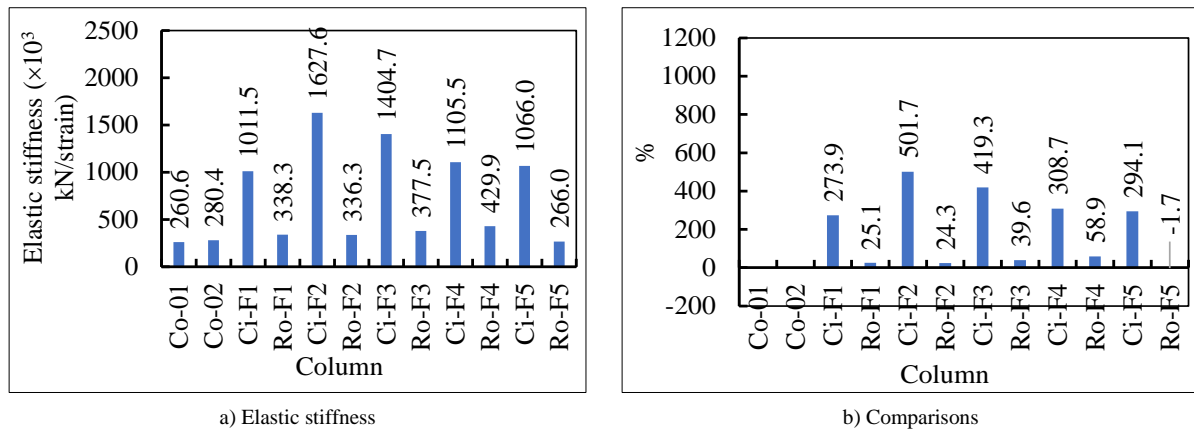 Elastic stiffness (×10³
kN/strain)
2500
2000
1500
1000
500
0
260.6
280.4
1011.5
338.3
1627.6
336.3
1404.7
377.5
1105.5
429.9
1066.0
266.0
Co-01
Co-02
Ci-F1
Ro-F1
Ci-F2
Ro-F2
Ci-F3
Ro-F3
Ci-F4
Ro-F4
Ci-F5
Ro-F5
Column
a) Elastic stiffness
%
1200
1000
800
600
400
200
0
-200
273.9
25.1
501.7
24.3
419.3
39.6
308.7
58.9
294.1
-1.7
Co-01
Co-02
Ci-F1
Ro-F1
Ci-F2
Ro-F2
Ci-F3
Ro-F3
Ci-F4
Ro-F4
Ci-F5
Ro-F5
Column
b) Comparisons